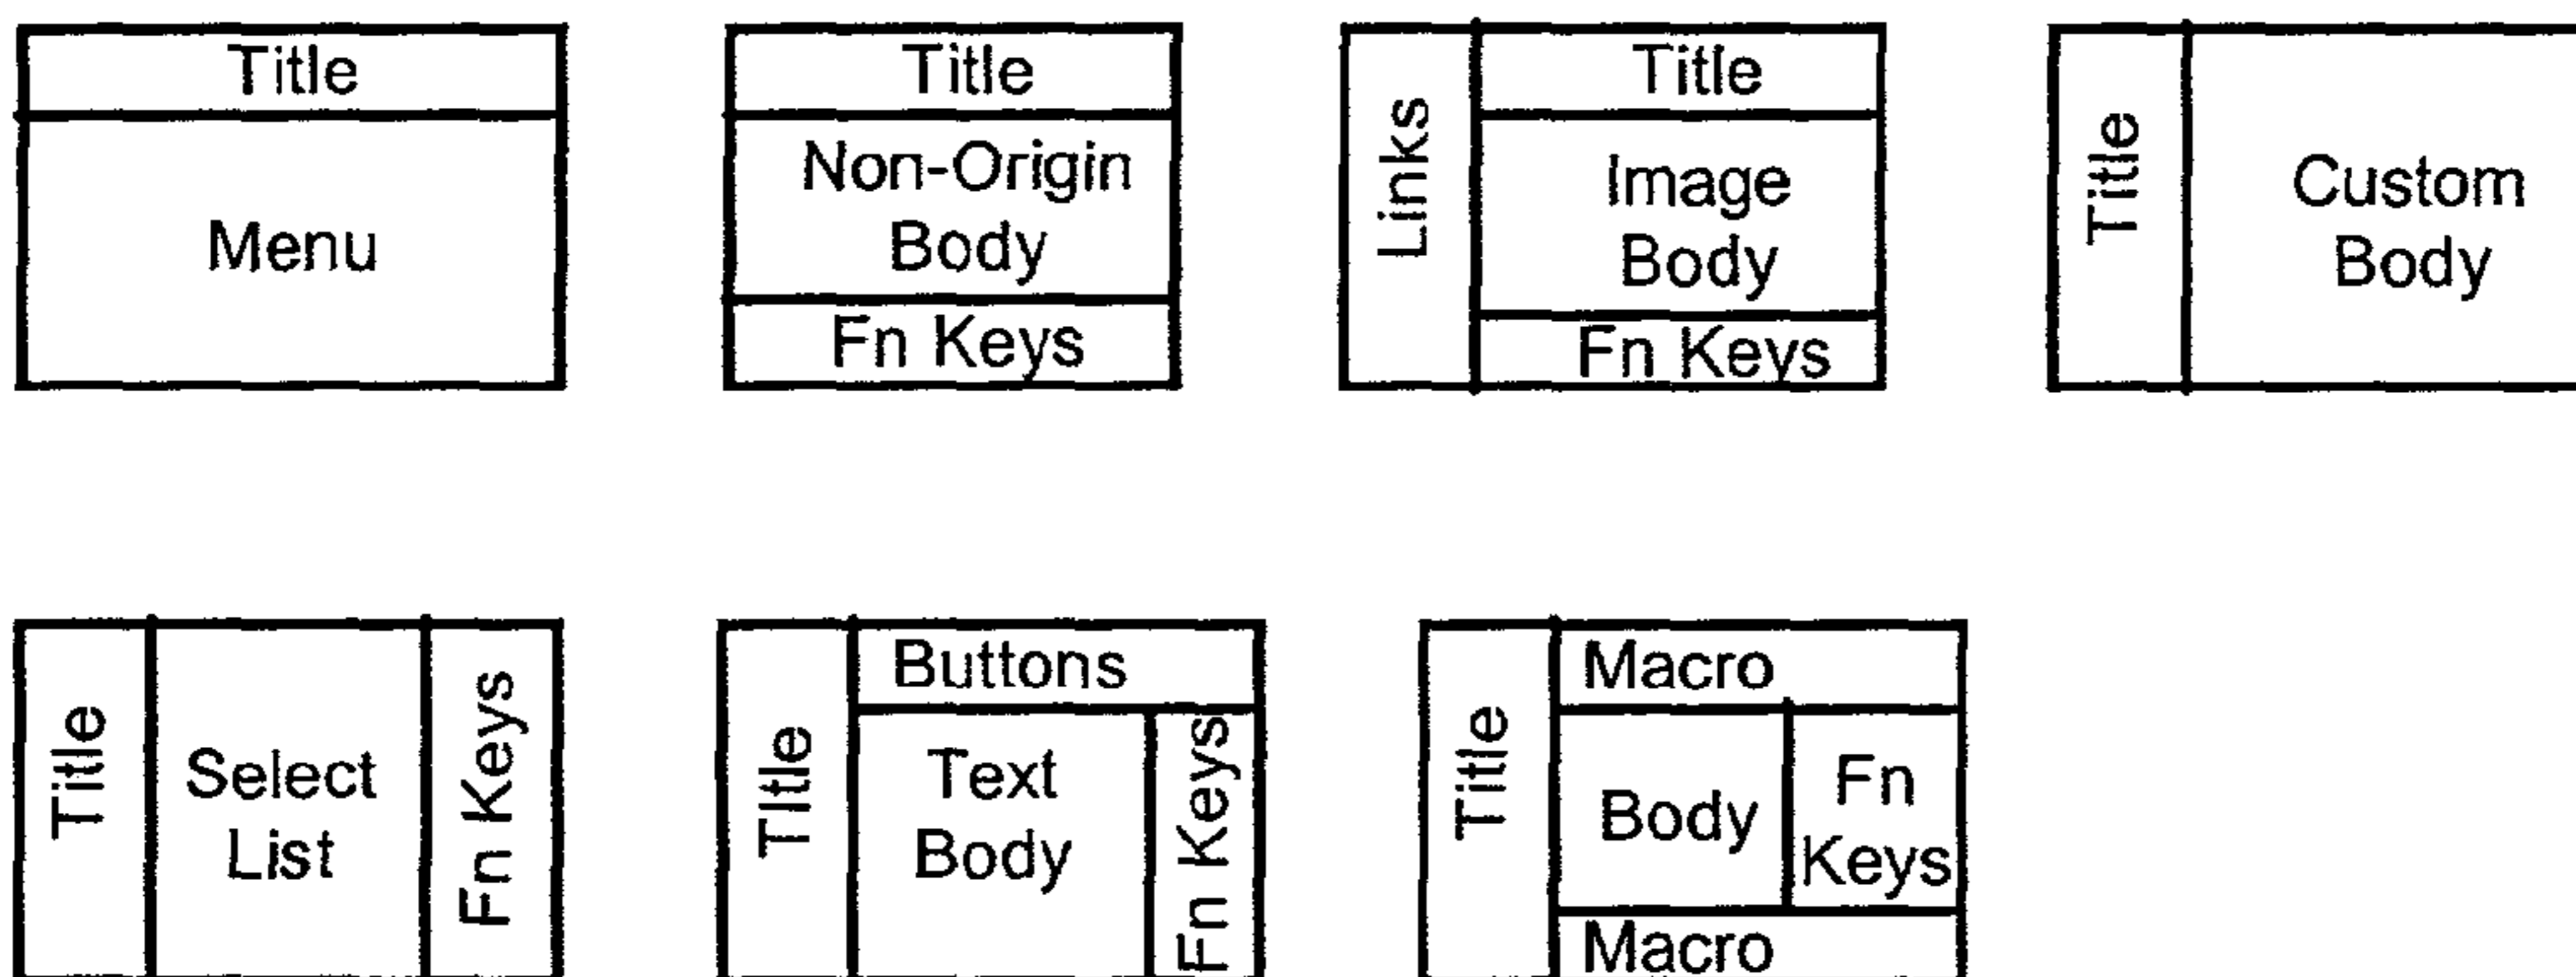 Title
Menu
Title
Non-Origin
Body
Fn Keys
Links
Title
Image
Body
Fn Keys
Title
Custom
Body
Title
Select
List
Fn Keys
Title
Buttons
Text
Body
Fn Keys
Title
Macro
Body
Fn
Keys
Macro